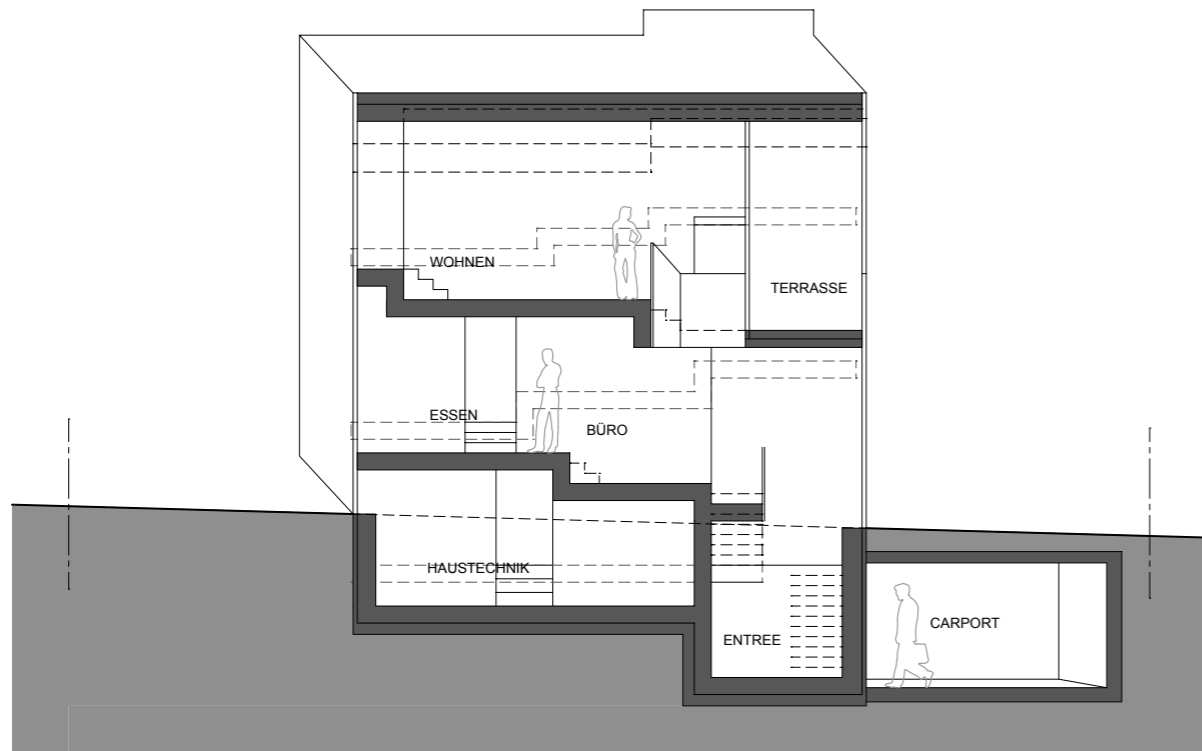 WOHNEN
TERRASSE
ESSEN
BÜRO
HAUSTECHNIK
ENTREE
CARPORT